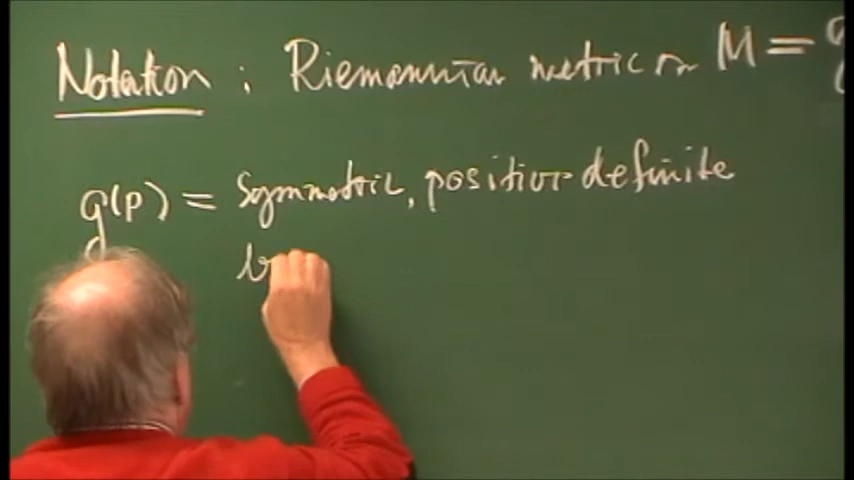 Notation : Riemannian metric on M = g
g(p) = symmetric, positive definite
b